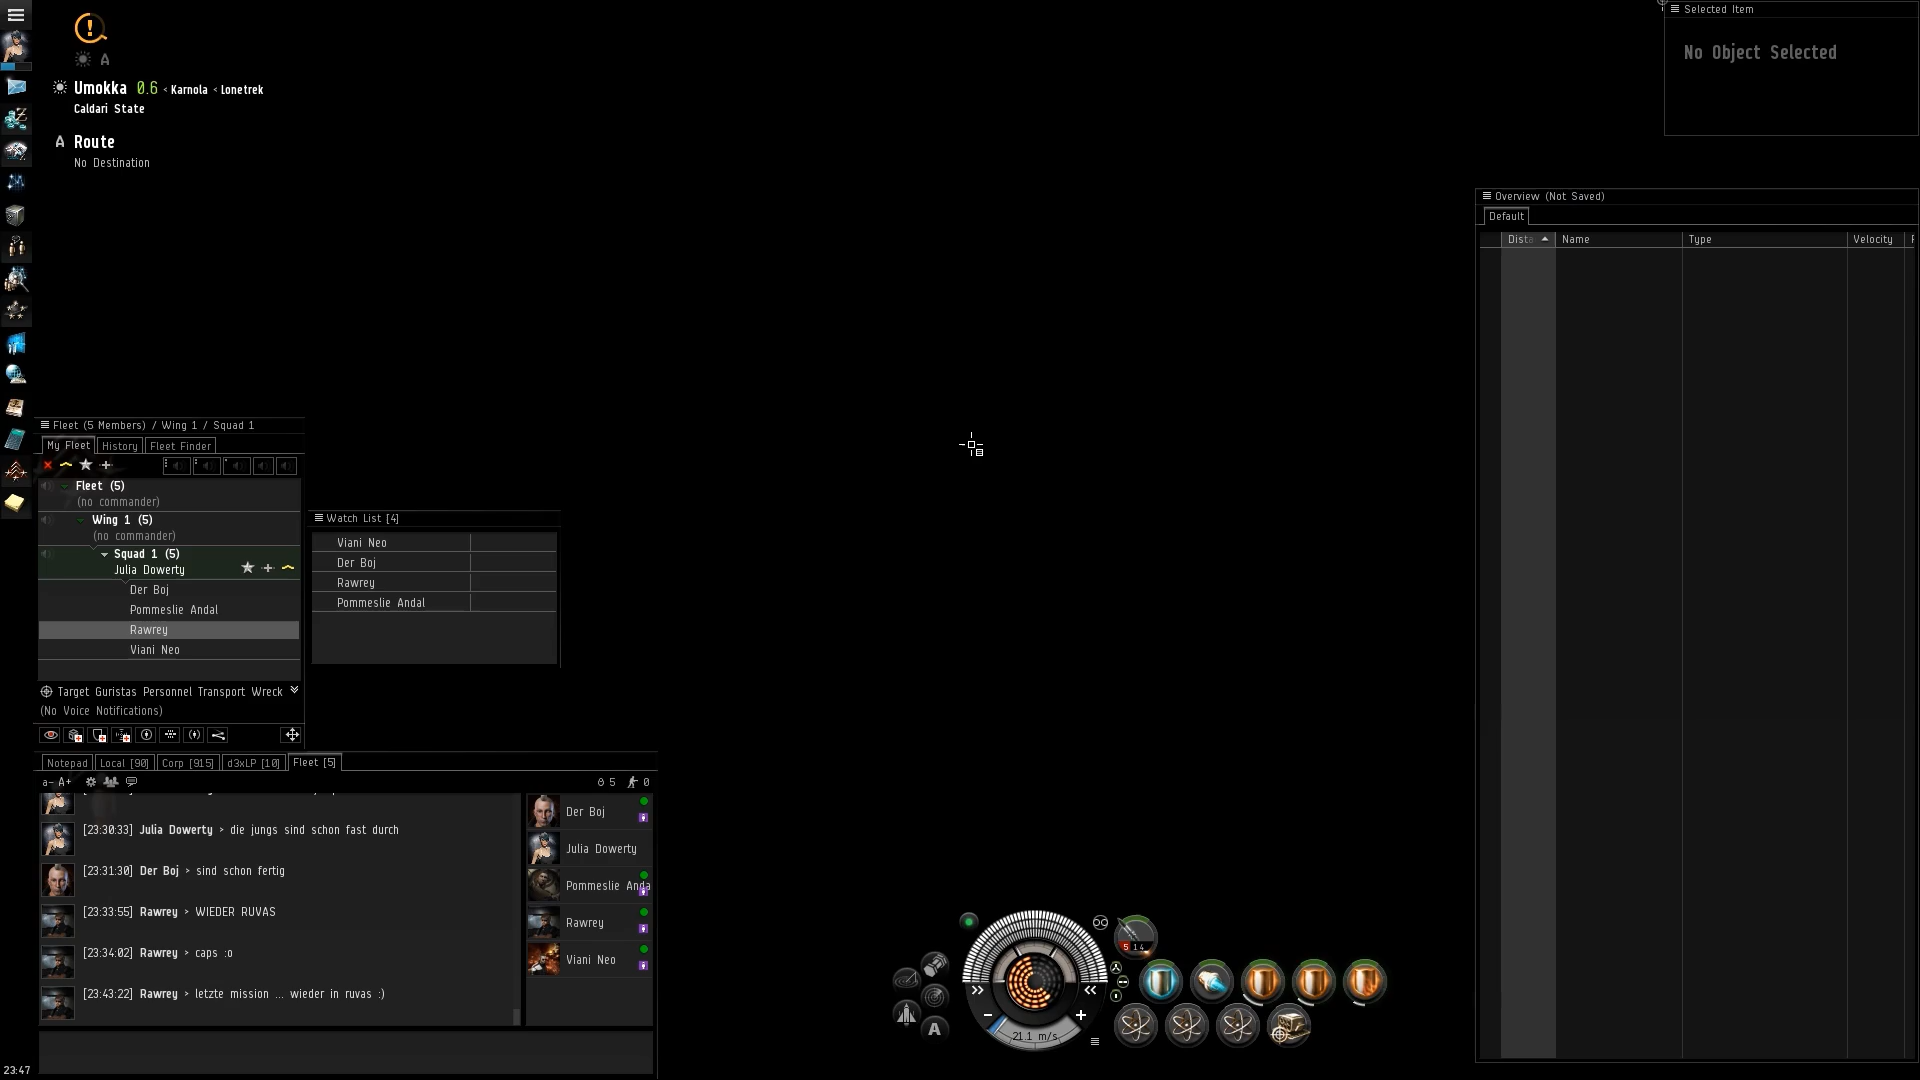 A
Umokka 0.6 < Karnola < Lonetrek
Caldari State
A Route
No Destination
Selected Item
No Object Selected
Overview (Not Saved)
Default
Dista Name Type Velocity
Fleet (5 Members) / Wing 1 / Squad 1
My Fleet History Fleet Finder
Fleet (5)
(no commander)
Wing 1 (5)
(no commander)
Squad 1 (5)
Julia Dowerty
Der Boj
Pommeslie Andal
Rawrey
Viani Neo
Target Guristas Personnel Transport Wreck
(No Voice Notifications)
Watch List [4]
Viani Neo
Der Boj
Rawrey
Pommeslie Andal
Notepad Local [90] Corp [915] d3xLP [10] Fleet [5]
a- A+ 5 0
[23:30:33] Julia Dowerty > die jungs sind schon fast durch
[23:31:30] Der Boj > sind schon fertig
[23:33:55] Rawrey > WIEDER RUVAS
[23:34:02] Rawrey > caps :o
[23:43:22] Rawrey > letzte mission ... wieder in ruvas :)
Der Boj
Julia Dowerty
Pommeslie Anda
Rawrey
Viani Neo
5 14
A
21.1 m/s
23:47